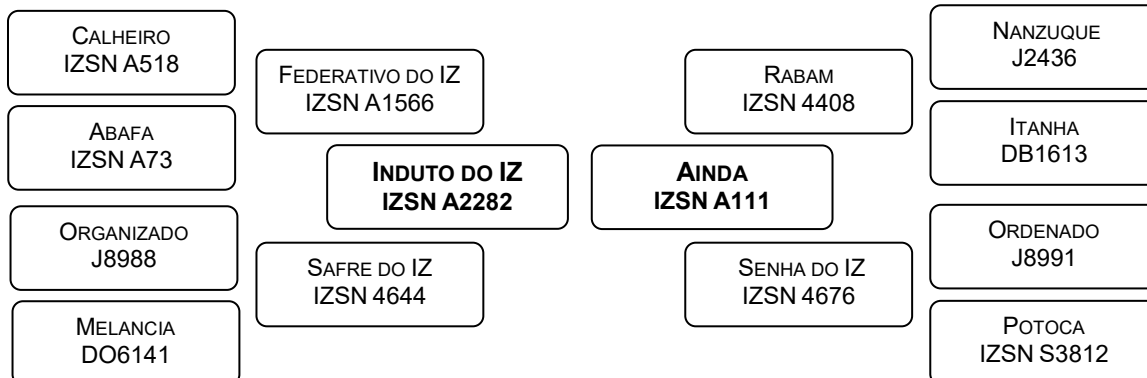 CALHEIRO
IZSN A518
FEDERATIVO DO IZ
IZSN A1566
ABAFA
IZSN A73
INDUTO DO IZ
IZSN A2282
ORGANIZADO
J8988
SAFRE DO IZ
IZSN 4644
MELANCIA
DO6141
NANZUQUE
J2436
RABAM
IZSN 4408
ITANHA
DB1613
AINDA
IZSN A111
ORDENADO
J8991
SENHA DO IZ
IZSN 4676
POTOCA
IZSN S3812